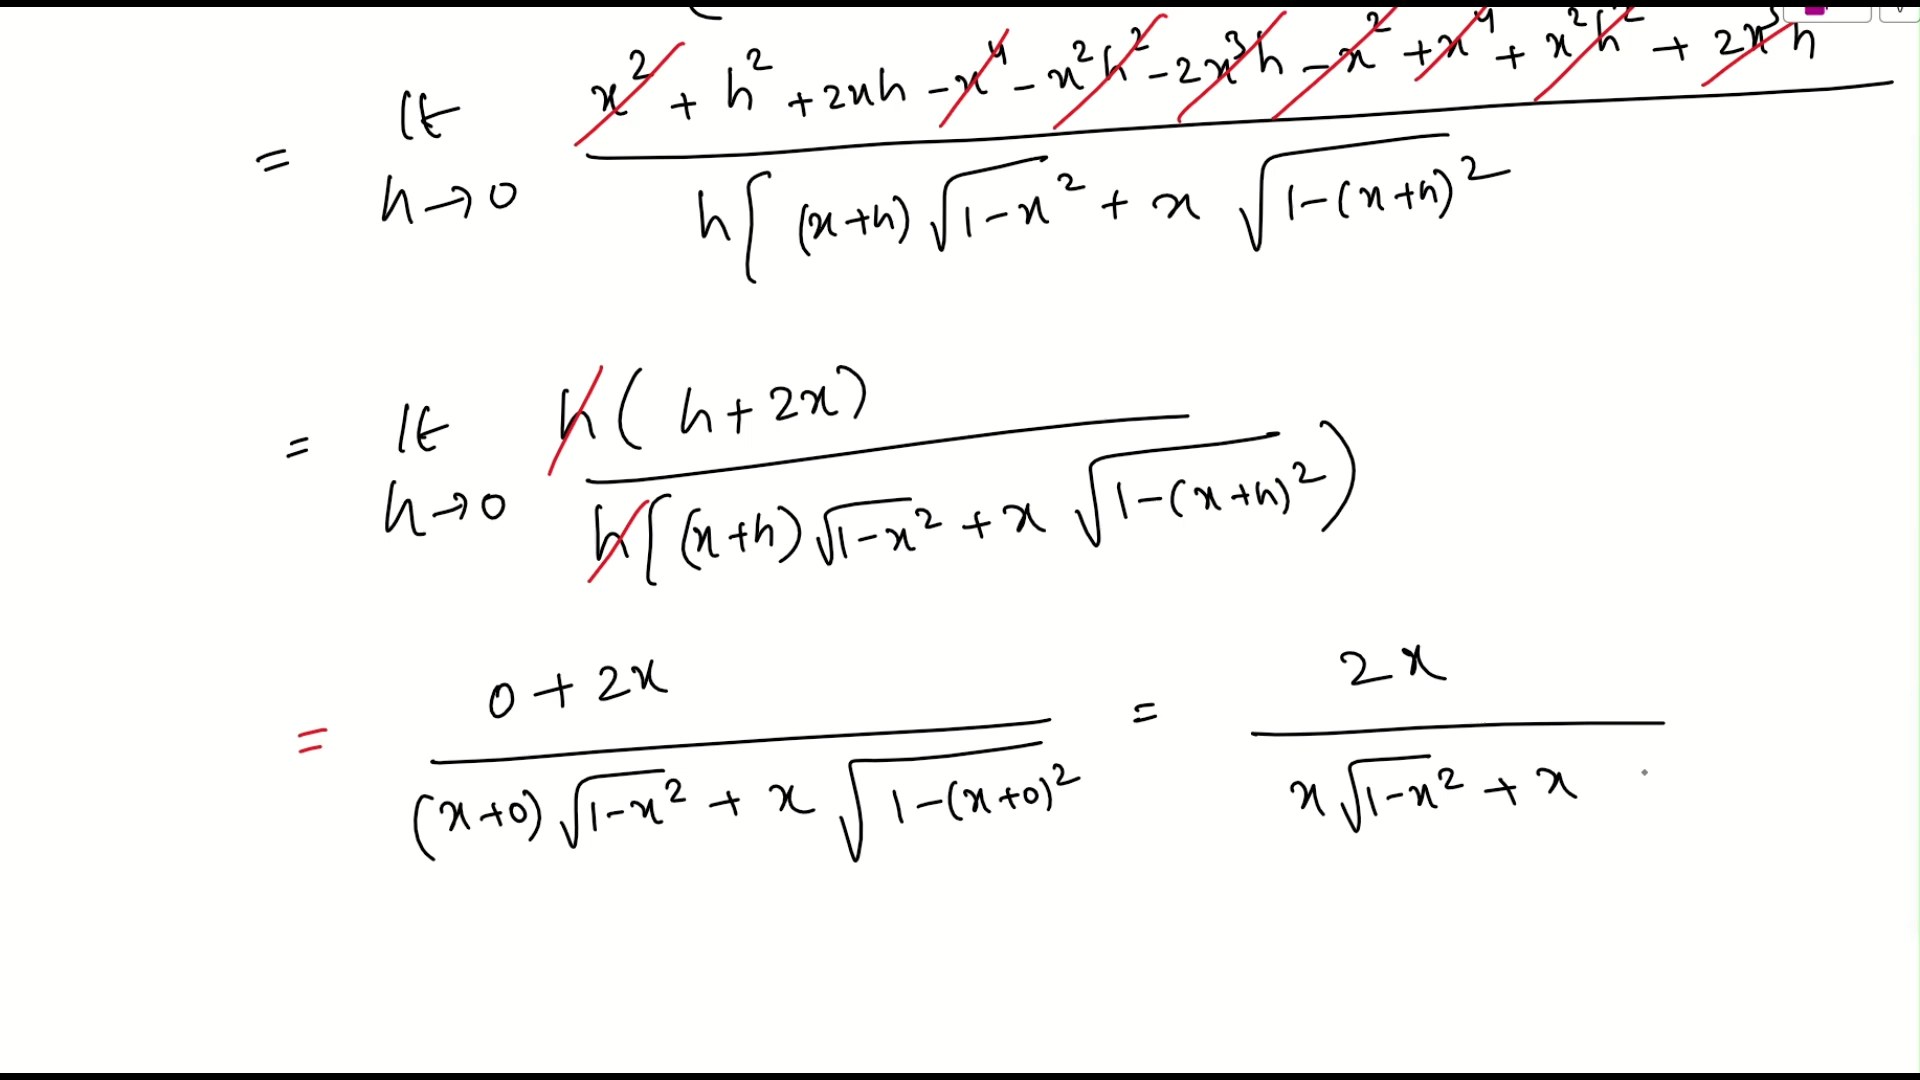 x² + h² + 2xh - x⁴ - x²h² - 2x³h - x² + x⁴ + x²h² + 2x³h
= lt h→0
h[ (x+h) √1-x² + x √1-(x+h)²
= lt h→0 h( h+2x)
h[(x+h) √1-x² + x √1-(x+h)² )
= 0 + 2x = 2x
(x+0) √1-x² + x √1-(x+0)² x√1-x² + x